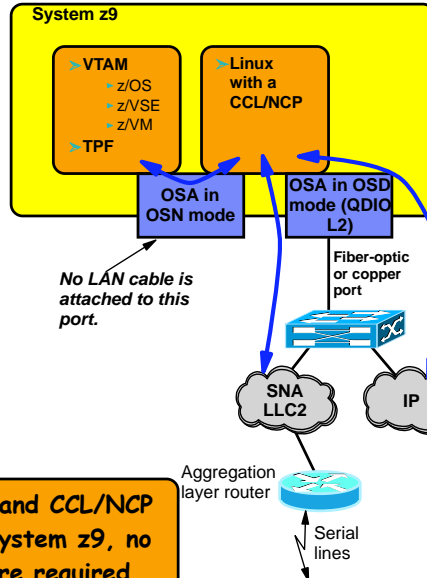 System z9
VTAM
z/OS
z/VSE
z/VM
TPF
Linux
with a
CCL/NCP
OSA in
OSN mode
OSA in OSD
mode (QDIO
L2)
No LAN cable is
attached to this
port.
Fiber-optic
or copper
port
SNA
LLC2
IP
Aggregation
layer router
Serial
lines
and CCL/NCP
ystem z9, no
re required